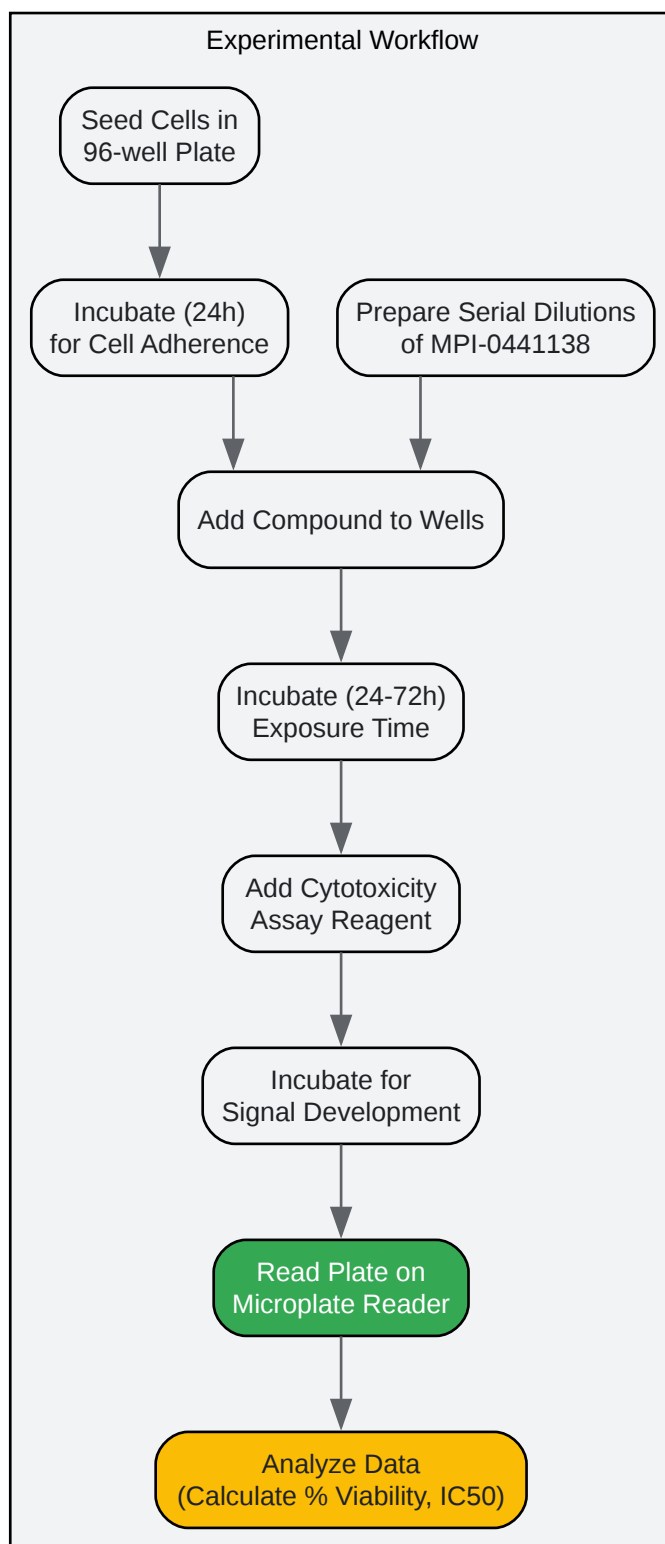 Experimental Workflow
Seed Cells in
96-well Plate
Incubate (24h)
for Cell Adherence
Prepare Serial Dilutions
of MPI-0441138
Add Compound to Wells
Incubate (24-72h)
Exposure Time
Add Cytotoxicity
Assay Reagent
Incubate for
Signal Development
Read Plate on
Microplate Reader
Analyze Data
(Calculate % Viability, IC50)